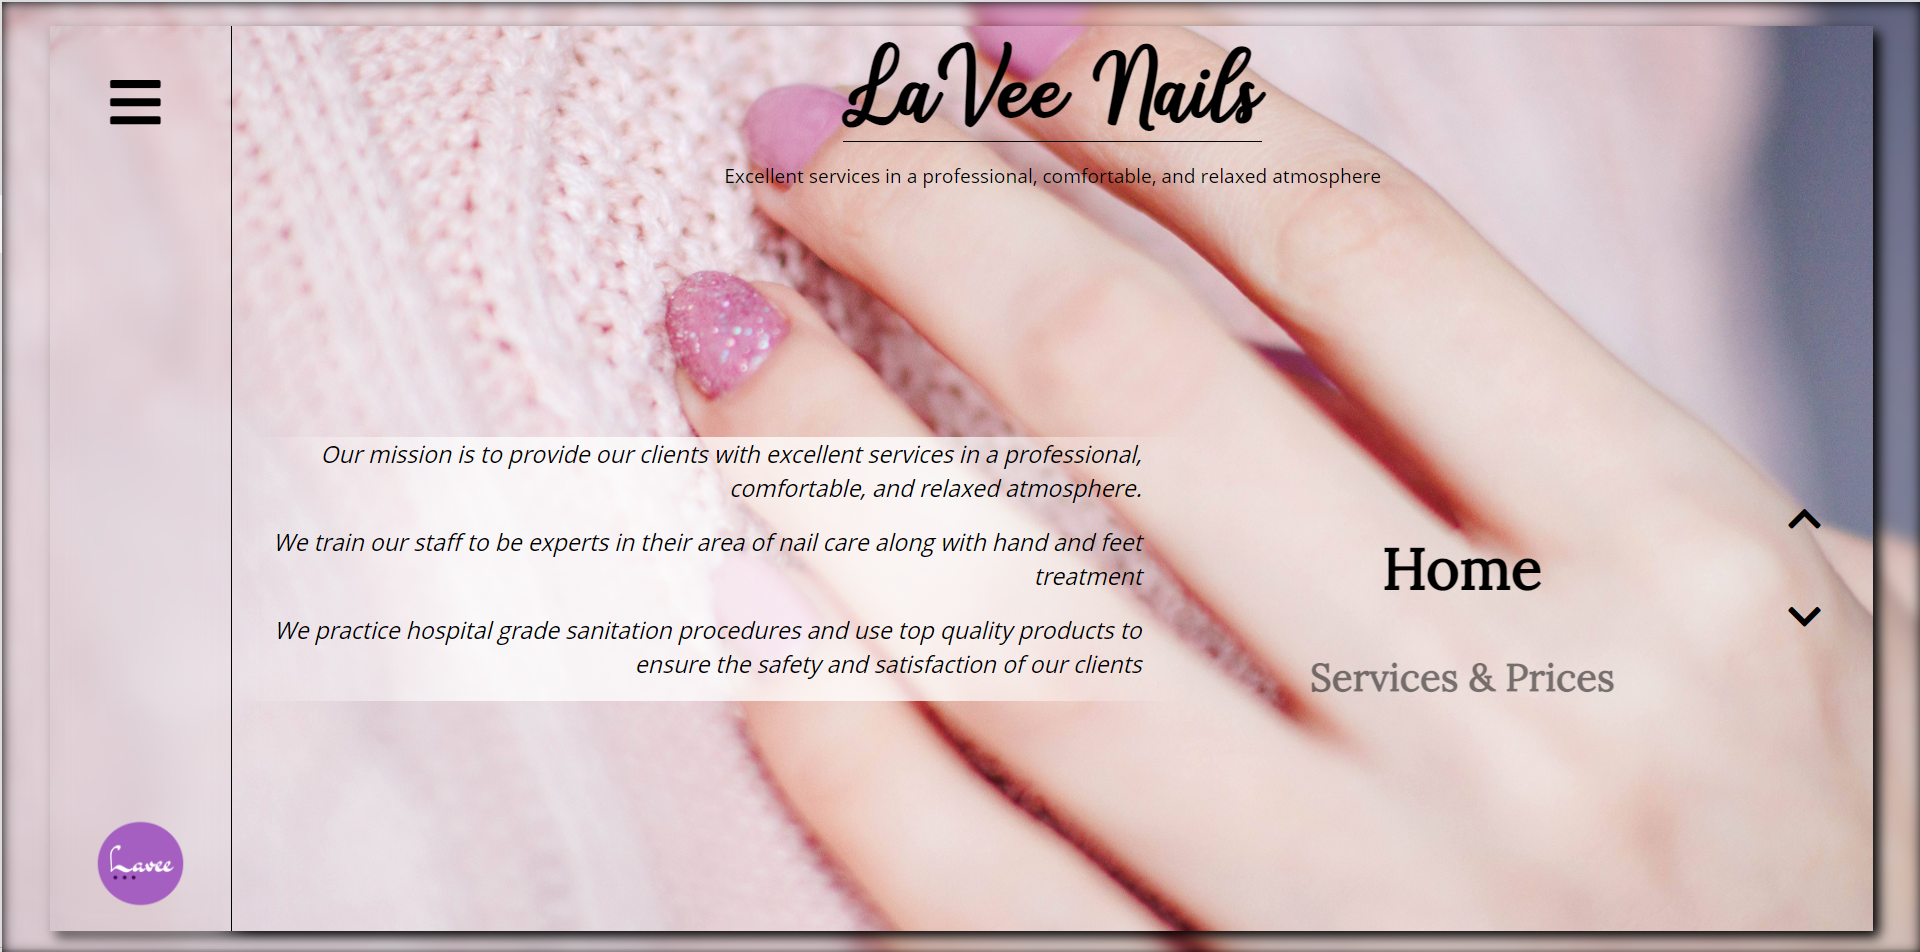 LaVee Nails
Excellent services in a professional, comfortable, and relaxed atmosphere
Our mission is to provide our clients with excellent services in a professional,
comfortable, and relaxed atmosphere.
We train our staff to be experts in their area of nail care along with hand and feet
treatment
We practice hospital grade sanitation procedures and use top quality products to
ensure the safety and satisfaction of our clients
Home
Services & Prices
Lavee